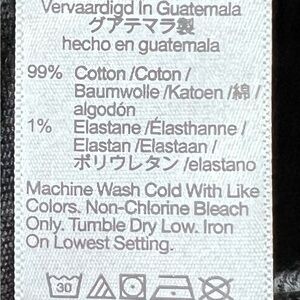 Vervaardigd In Guatemala
グアテマラ製
hecho en guatemala
99% Cotton /Coton /
Baumwolle /Katoen /綿 /
algodón
1% Elastane /Élasthanne /
Elastan /Elastaan /
ポリウレタン /elastano
Machine Wash Cold With Like
Colors. Non-Chlorine Bleach
Only. Tumble Dry Low. Iron
On Lowest Setting.
30